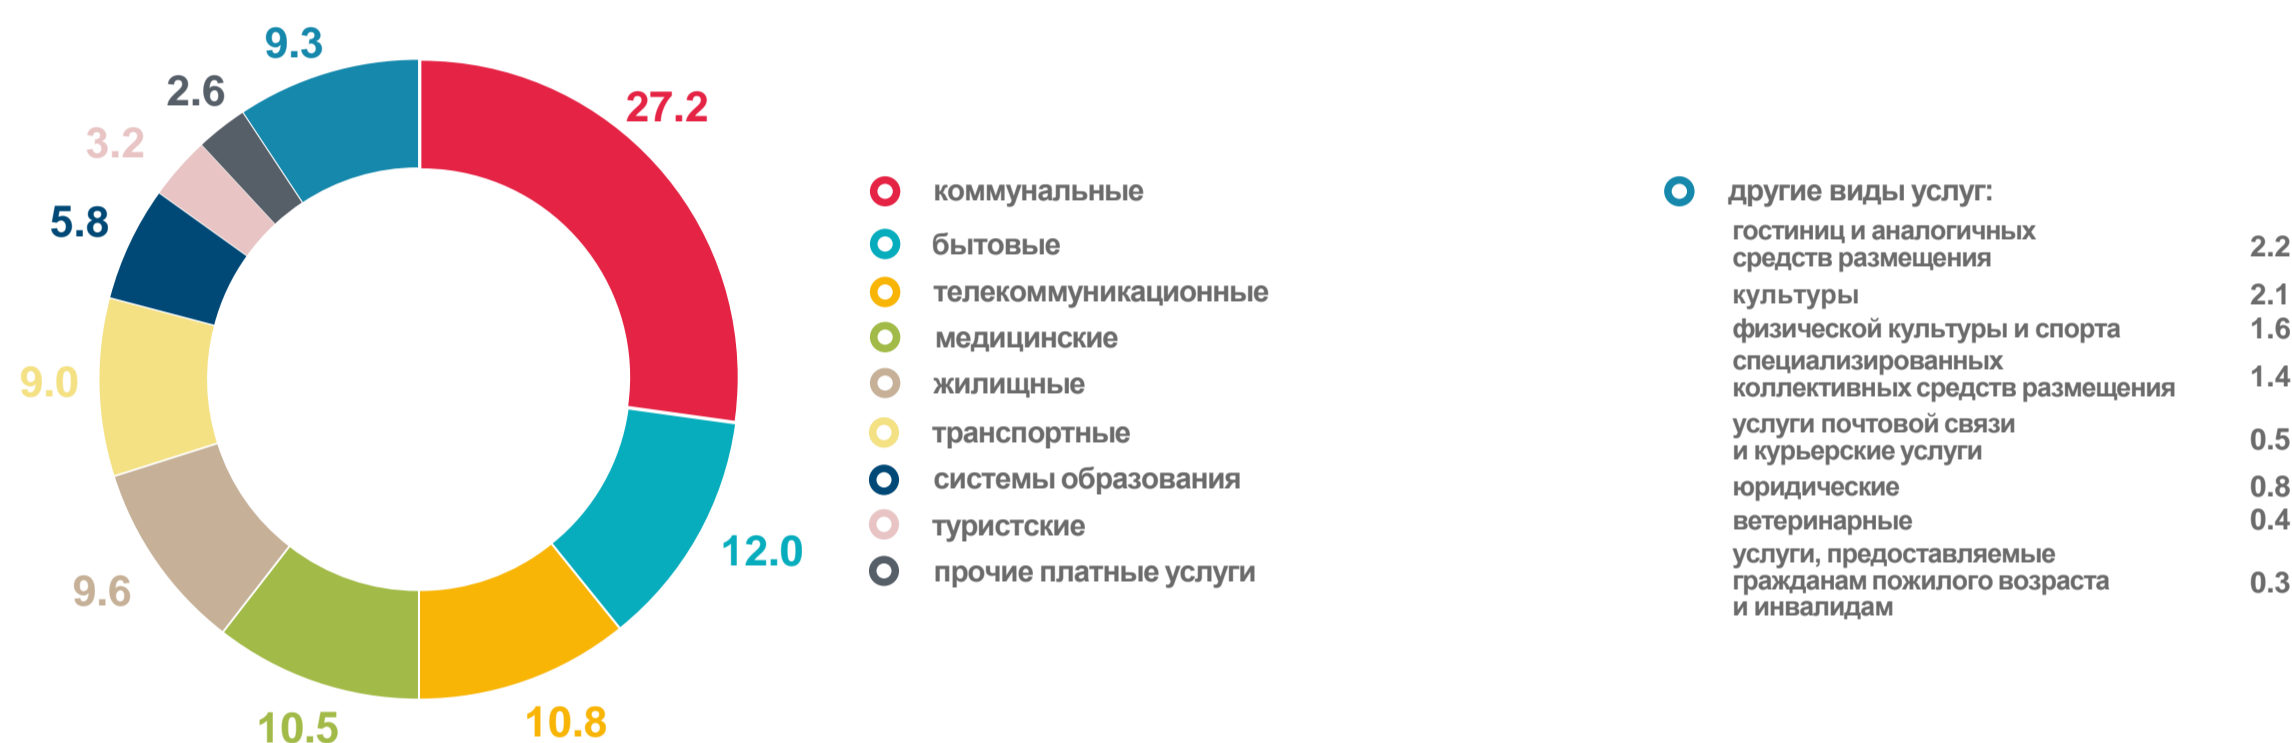 9.3
2.6
3.2
5.8
9.0
9.6
10.5
10.8
12.0
27.2
коммунальные
бытовые
телекоммуникационные
медицинские
жилищные
транспортные
системы образования
туристские
прочие платные услуги
другие виды услуг:
гостиниц и аналогичных
средств размещения 2.2
культуры 2.1
физической культуры и спорта 1.6
специализированных
коллективных средств размещения 1.4
услуги почтовой связи
и курьерские услуги 0.5
юридические 0.8
ветеринарные 0.4
услуги, предоставляемые
гражданам пожилого возраста 0.3
и инвалидам